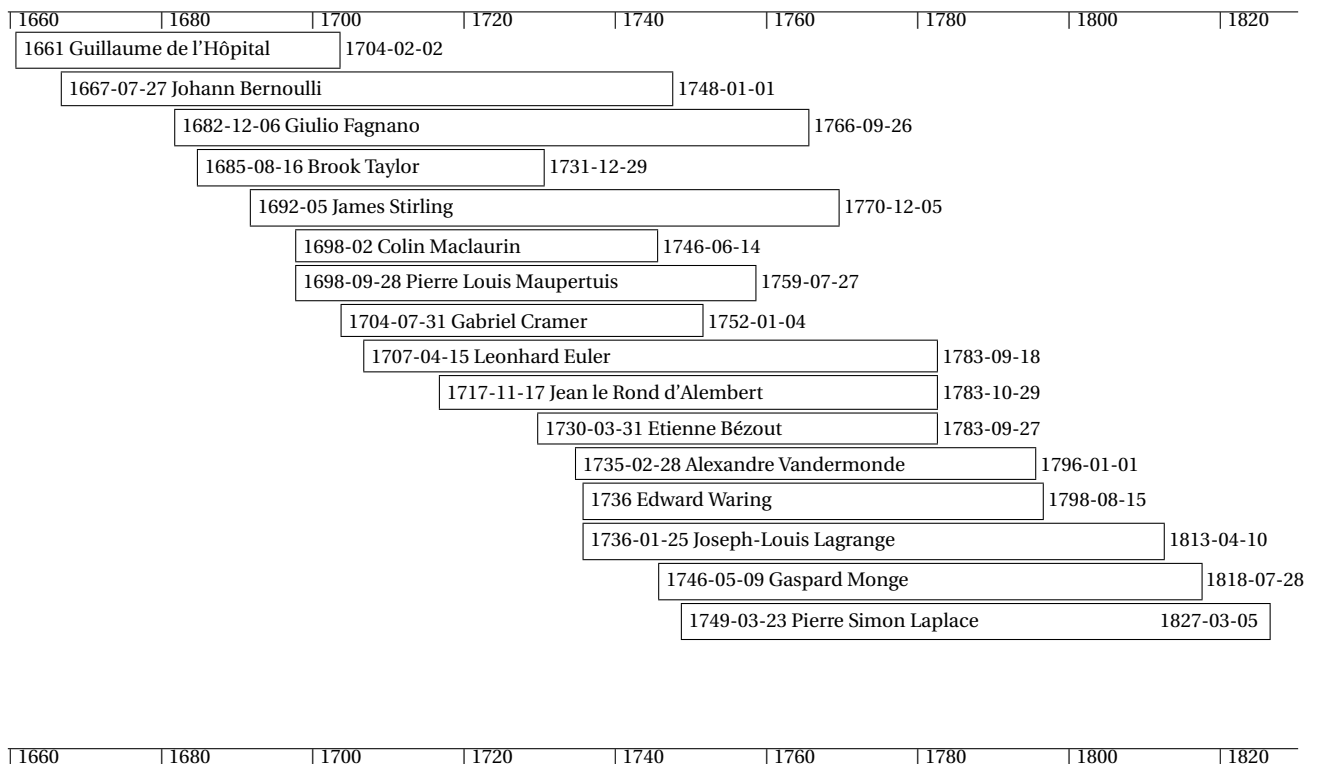 1660 1680 1700 1720 1740 1760 1780 1800 1820
1661 Guillaume de l'Hôpital 1704-02-02
1667-07-27 Johann Bernoulli 1748-01-01
1682-12-06 Giulio Fagnano 1766-09-26
1685-08-16 Brook Taylor 1731-12-29
1692-05 James Stirling 1770-12-05
1698-02 Colin Maclaurin 1746-06-14
1698-09-28 Pierre Louis Maupertuis 1759-07-27
1704-07-31 Gabriel Cramer 1752-01-04
1707-04-15 Leonhard Euler 1783-09-18
1717-11-17 Jean le Rond d'Alembert 1783-10-29
1730-03-31 Etienne Bézout 1783-09-27
1735-02-28 Alexandre Vandermonde 1796-01-01
1736 Edward Waring 1798-08-15
1736-01-25 Joseph-Louis Lagrange 1813-04-10
1746-05-09 Gaspard Monge 1818-07-28
1749-03-23 Pierre Simon Laplace 1827-03-05
1660 1680 1700 1720 1740 1760 1780 1800 1820